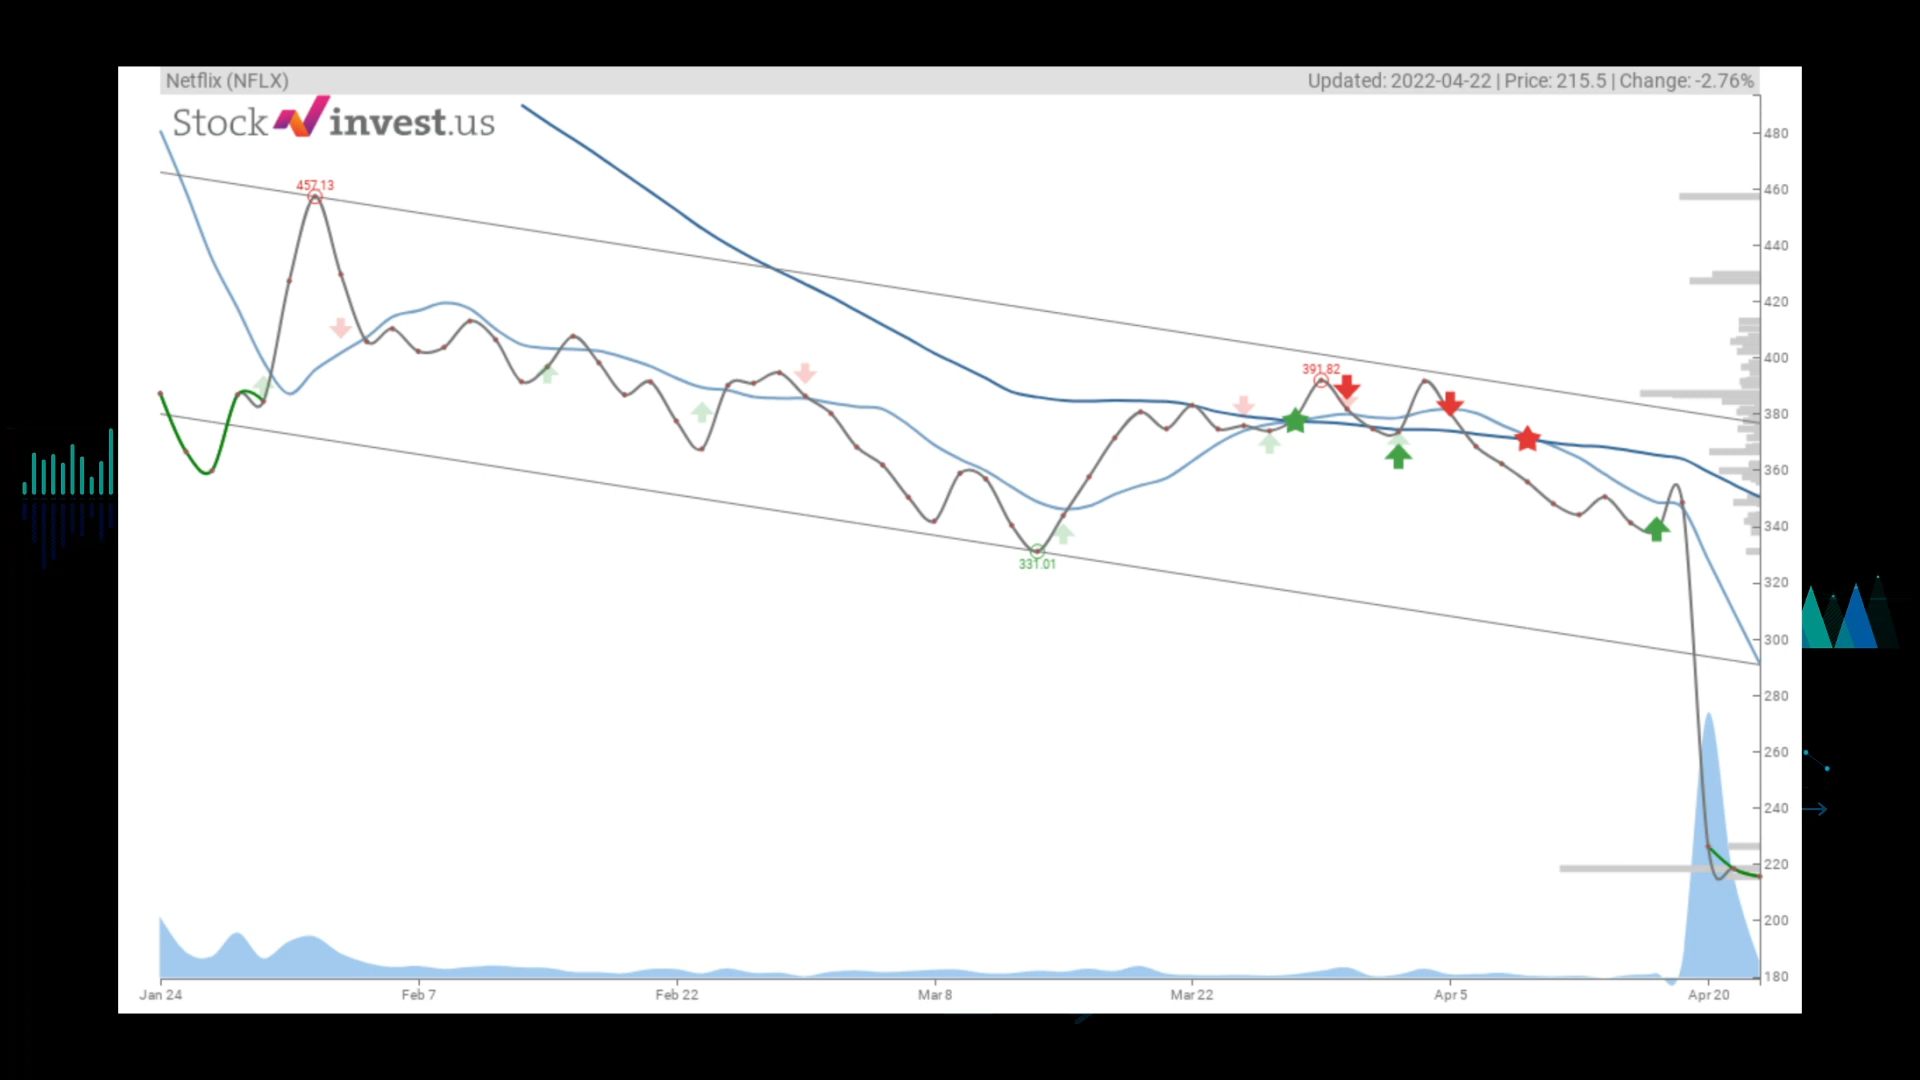 Netflix (NFLX)
Updated: 2022-04-22 | Price: 215.5 | Change: -2.76%
Stock invest.us
480
460
457.13
440
420
400
391.82
380
360
340
331.01
320
300
280
260
240
220
200
180
Jan 24
Feb 7
Feb 22
Mar 8
Mar 22
Apr 5
Apr 20